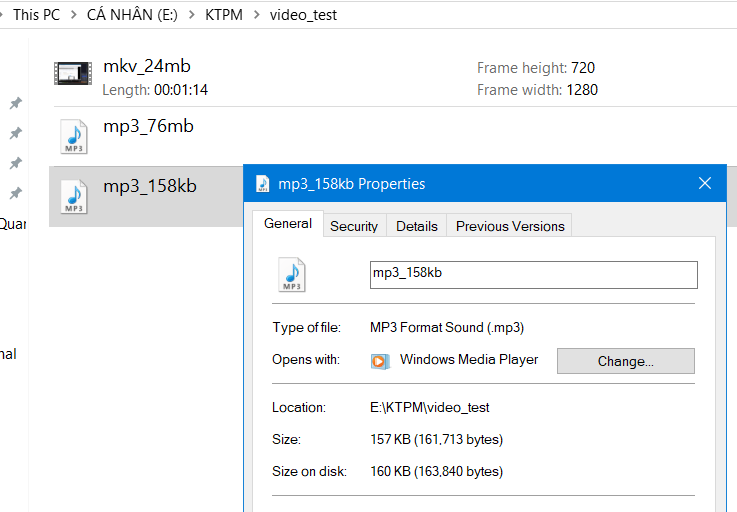 This PC > CÁ NHÂN (E:) > KTPM > video_test
mkv_24mb
Length: 00:01:14
Frame height: 720
Frame width: 1280
mp3_76mb
MP3
mp3_158kb
MP3
mp3_158kb Properties
General Security Details Previous Versions
MP3
mp3_158kb
Type of file: MP3 Format Sound (.mp3)
Opens with: Windows Media Player Change...
Location: E:\KTPM\video_test
Size: 157 KB (161,713 bytes)
Size on disk: 160 KB (163,840 bytes)
Quar
nal